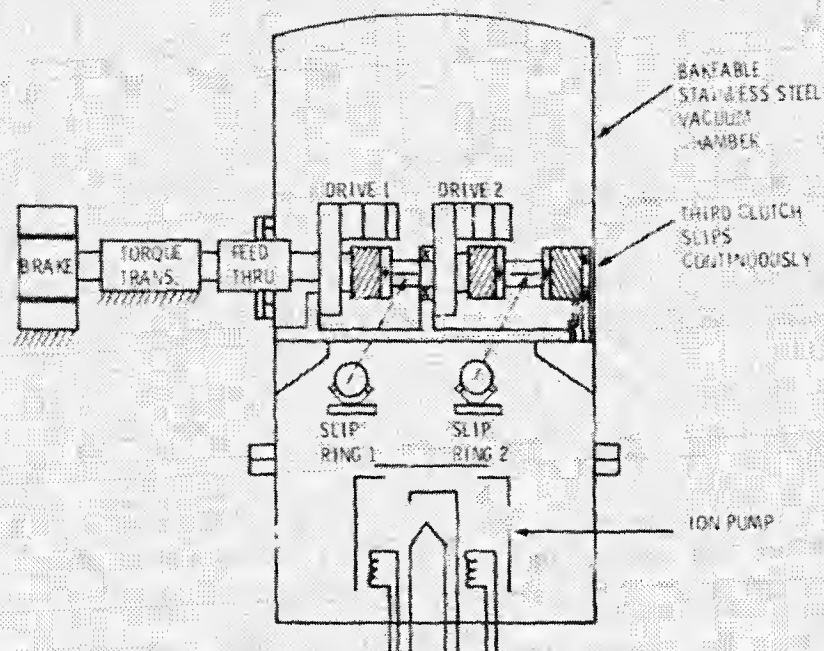 BAKEABLE
STAINLESS STEEL
VACUUM
CHAMBER
DRIVE 1
DRIVE 2
THIRD CLUTCH
SLIPS
CONTINUOUSLY
BRAKE
TORQUE
TRANS.
FEED
THRU
SLIP
RING 1
SLIP
RING 2
ION PUMP